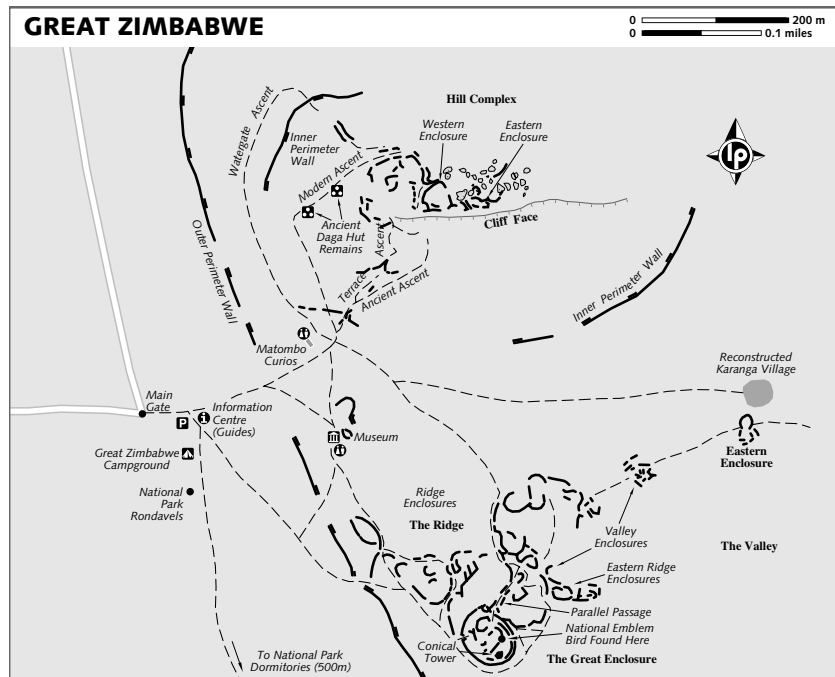 GREAT ZIMBABWE
0 200 m
0 0.1 miles
Hill Complex
Western
Enclosure
Eastern
Enclosure
Watergate Ascent
Inner
Perimeter
Wall
Modern Ascent
lp
Ancient
Daga Hut
Remains
Cliff Face
Outer Perimeter Wall
Terrace Ascent
Ancient Ascent
Inner Perimeter Wall
Matombo
Curios
Reconstructed
Karanga Village
Main
Gate
P
Information
Centre
(Guides)
Museum
Great Zimbabwe
Campground
Eastern
Enclosure
National
Park
Rondavels
Ridge
Enclosures
The Ridge
Valley
Enclosures
The Valley
Eastern Ridge
Enclosures
Parallel Passage
National Emblem
Bird Found Here
Conical
Tower
The Great Enclosure
To National Park
Dormitories (500m)